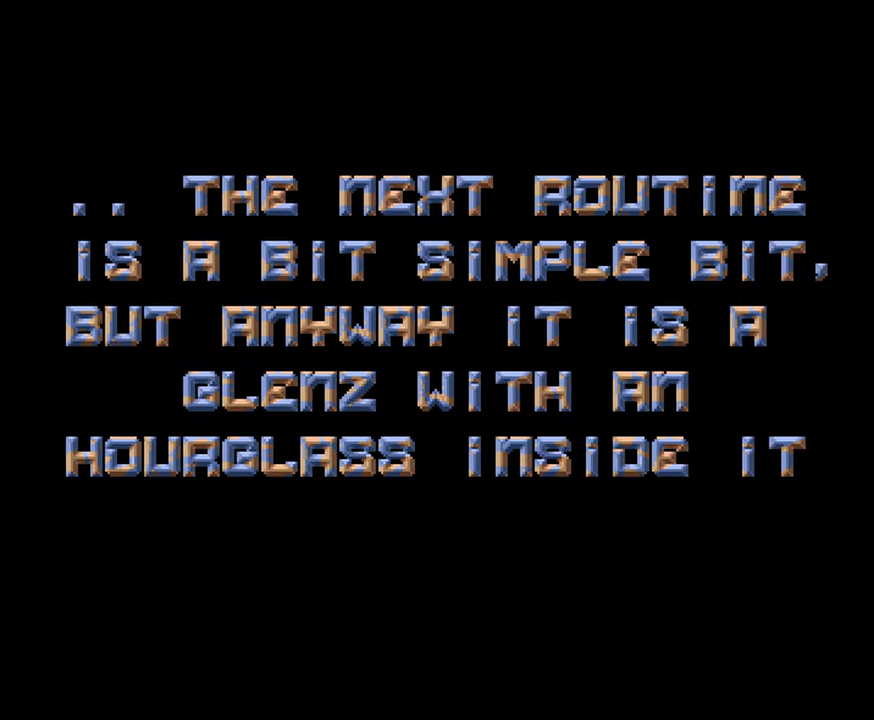 .. THE NEXT ROUTINE
IS A BIT SIMPLE BIT,
BUT ANYWAY IT IS A
GLENZ WITH AN
HOURGLASS INSIDE IT